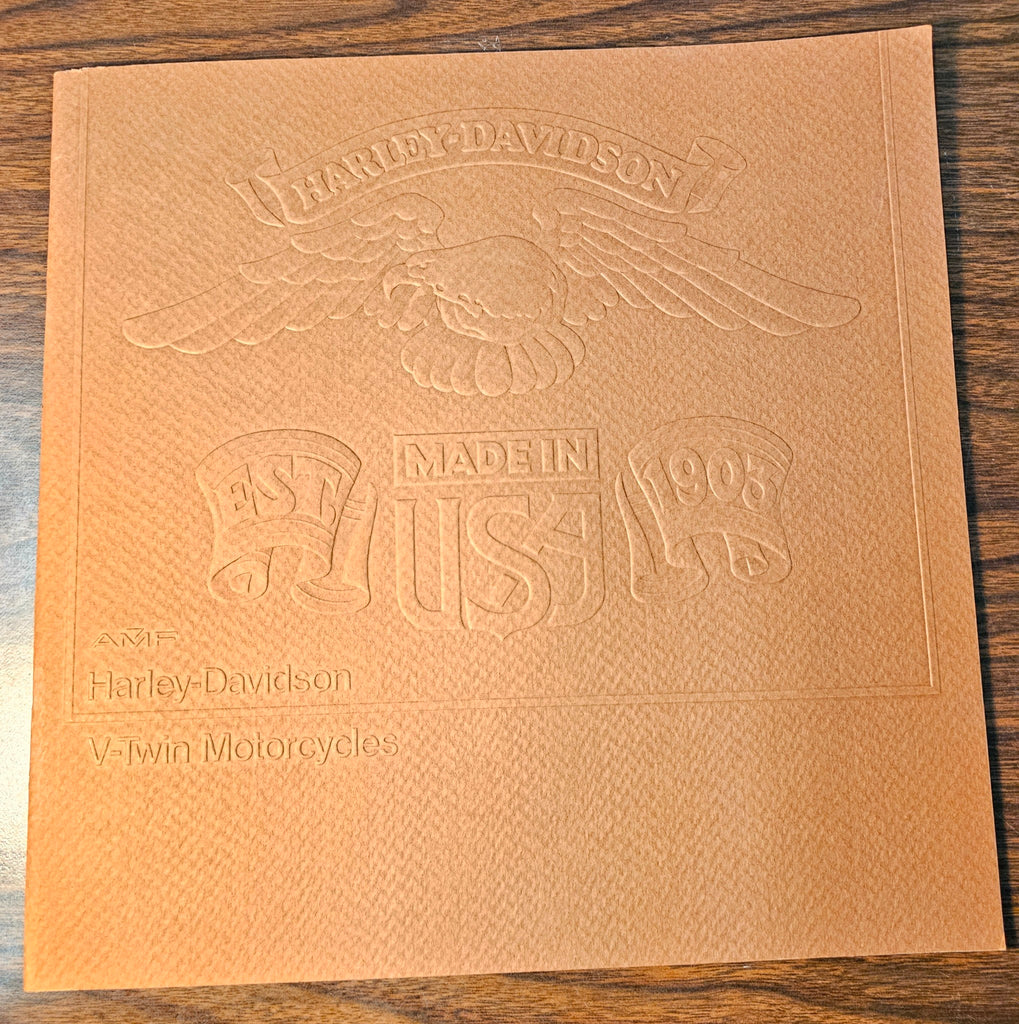 HARLEY-DAVIDSON
EST.
MADE IN
USA
1903
AMF
Harley-Davidson
V-Twin Motorcycles